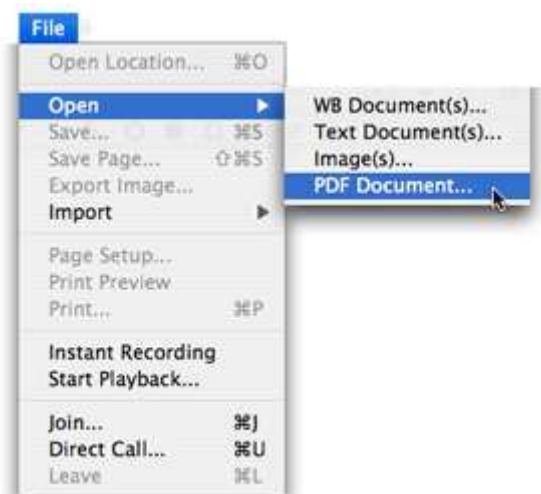 File
Open Location... ⌘O
Open
Save... ⌘S
Save Page... ⇧⌘S
Export Image...
Import
Page Setup...
Print Preview
Print... ⌘P
Instant Recording
Start Playback...
Join... ⌘J
Direct Call... ⌘U
Leave ⌘L
WB Document(s)...
Text Document(s)...
Image(s)...
PDF Document...